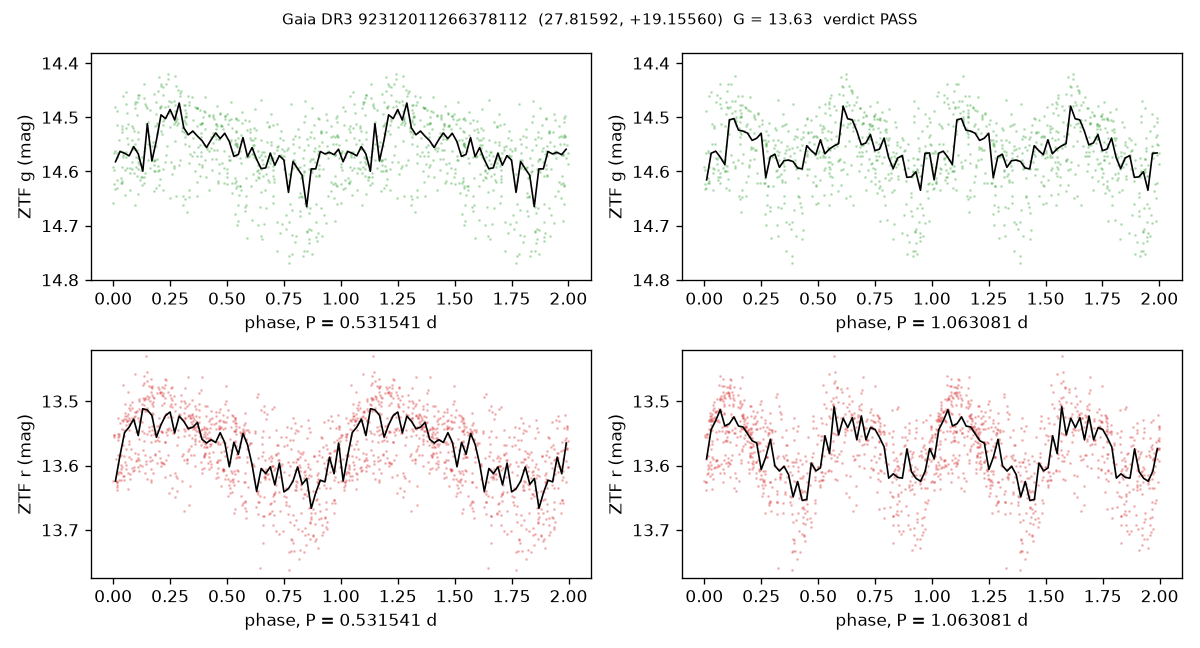 Gaia DR3 92312011266378112 (27.81592, +19.15560) G = 13.63 verdict PASS
14.4
14.5
14.6
14.7
14.8
ZTF g (mag)
0.00 0.25 0.50 0.75 1.00 1.25 1.50 1.75 2.00
phase, P = 0.531541 d
14.4
14.5
14.6
14.7
14.8
ZTF g (mag)
0.00 0.25 0.50 0.75 1.00 1.25 1.50 1.75 2.00
phase, P = 1.063081 d
13.5
13.6
13.7
ZTF r (mag)
0.00 0.25 0.50 0.75 1.00 1.25 1.50 1.75 2.00
phase, P = 0.531541 d
13.5
13.6
13.7
ZTF r (mag)
0.00 0.25 0.50 0.75 1.00 1.25 1.50 1.75 2.00
phase, P = 1.063081 d